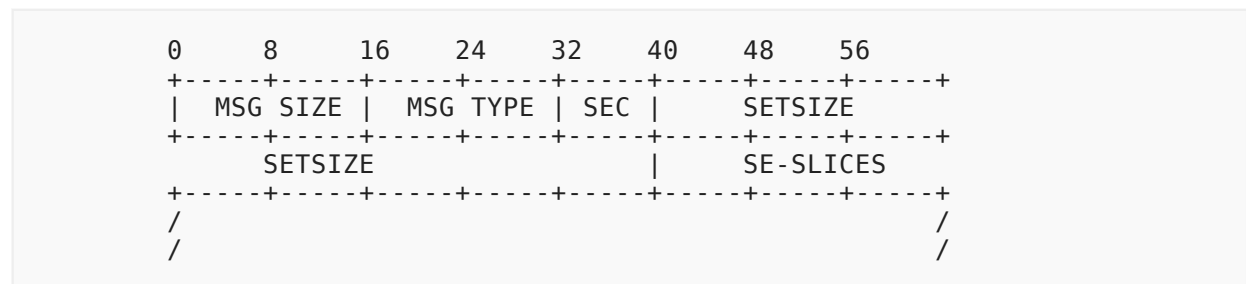 0     8     16    24    32    40    48    56
+-----+-----+-----+-----+-----+-----+-----+-----+
|  MSG SIZE |  MSG TYPE | SEC |     SETSIZE
+-----+-----+-----+-----+-----+-----+-----+-----+
      SETSIZE                 |     SE-SLICES
+-----+-----+-----+-----+-----+-----+-----+-----+
/                                               /
/                                               /